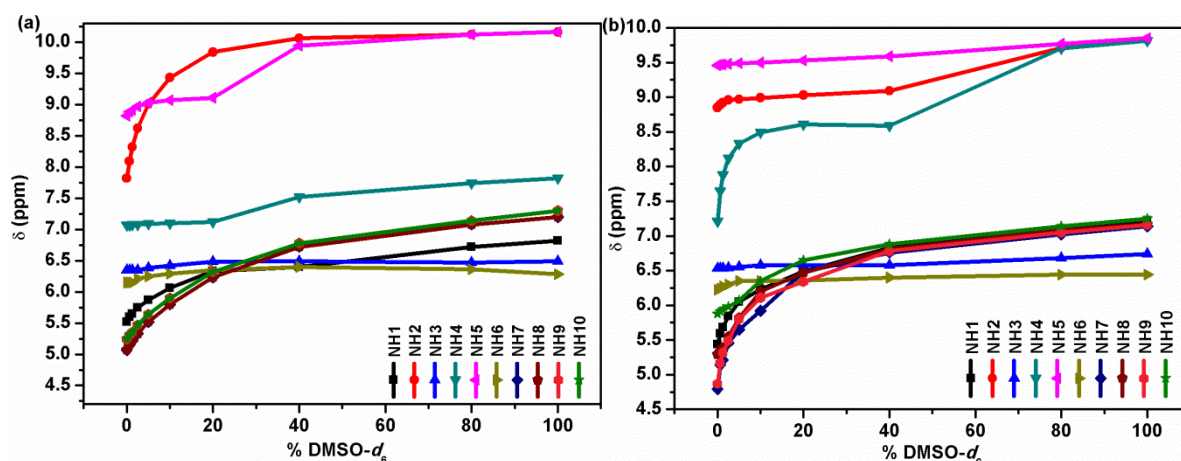 (a)
δ (ppm)
10.0
9.5
9.0
8.5
8.0
7.5
7.0
6.5
6.0
5.5
5.0
4.5
NH1
NH2
NH3
NH4
NH5
NH6
NH7
NH8
NH9
NH10
0 20 40 60 80 100
% DMSO-d6
(b)
δ (ppm)
10.0
9.5
9.0
8.5
8.0
7.5
7.0
6.5
6.0
5.5
5.0
4.5
NH1
NH2
NH3
NH4
NH5
NH6
NH7
NH8
NH9
NH10
0 20 40 60 80 100
% DMSO-d